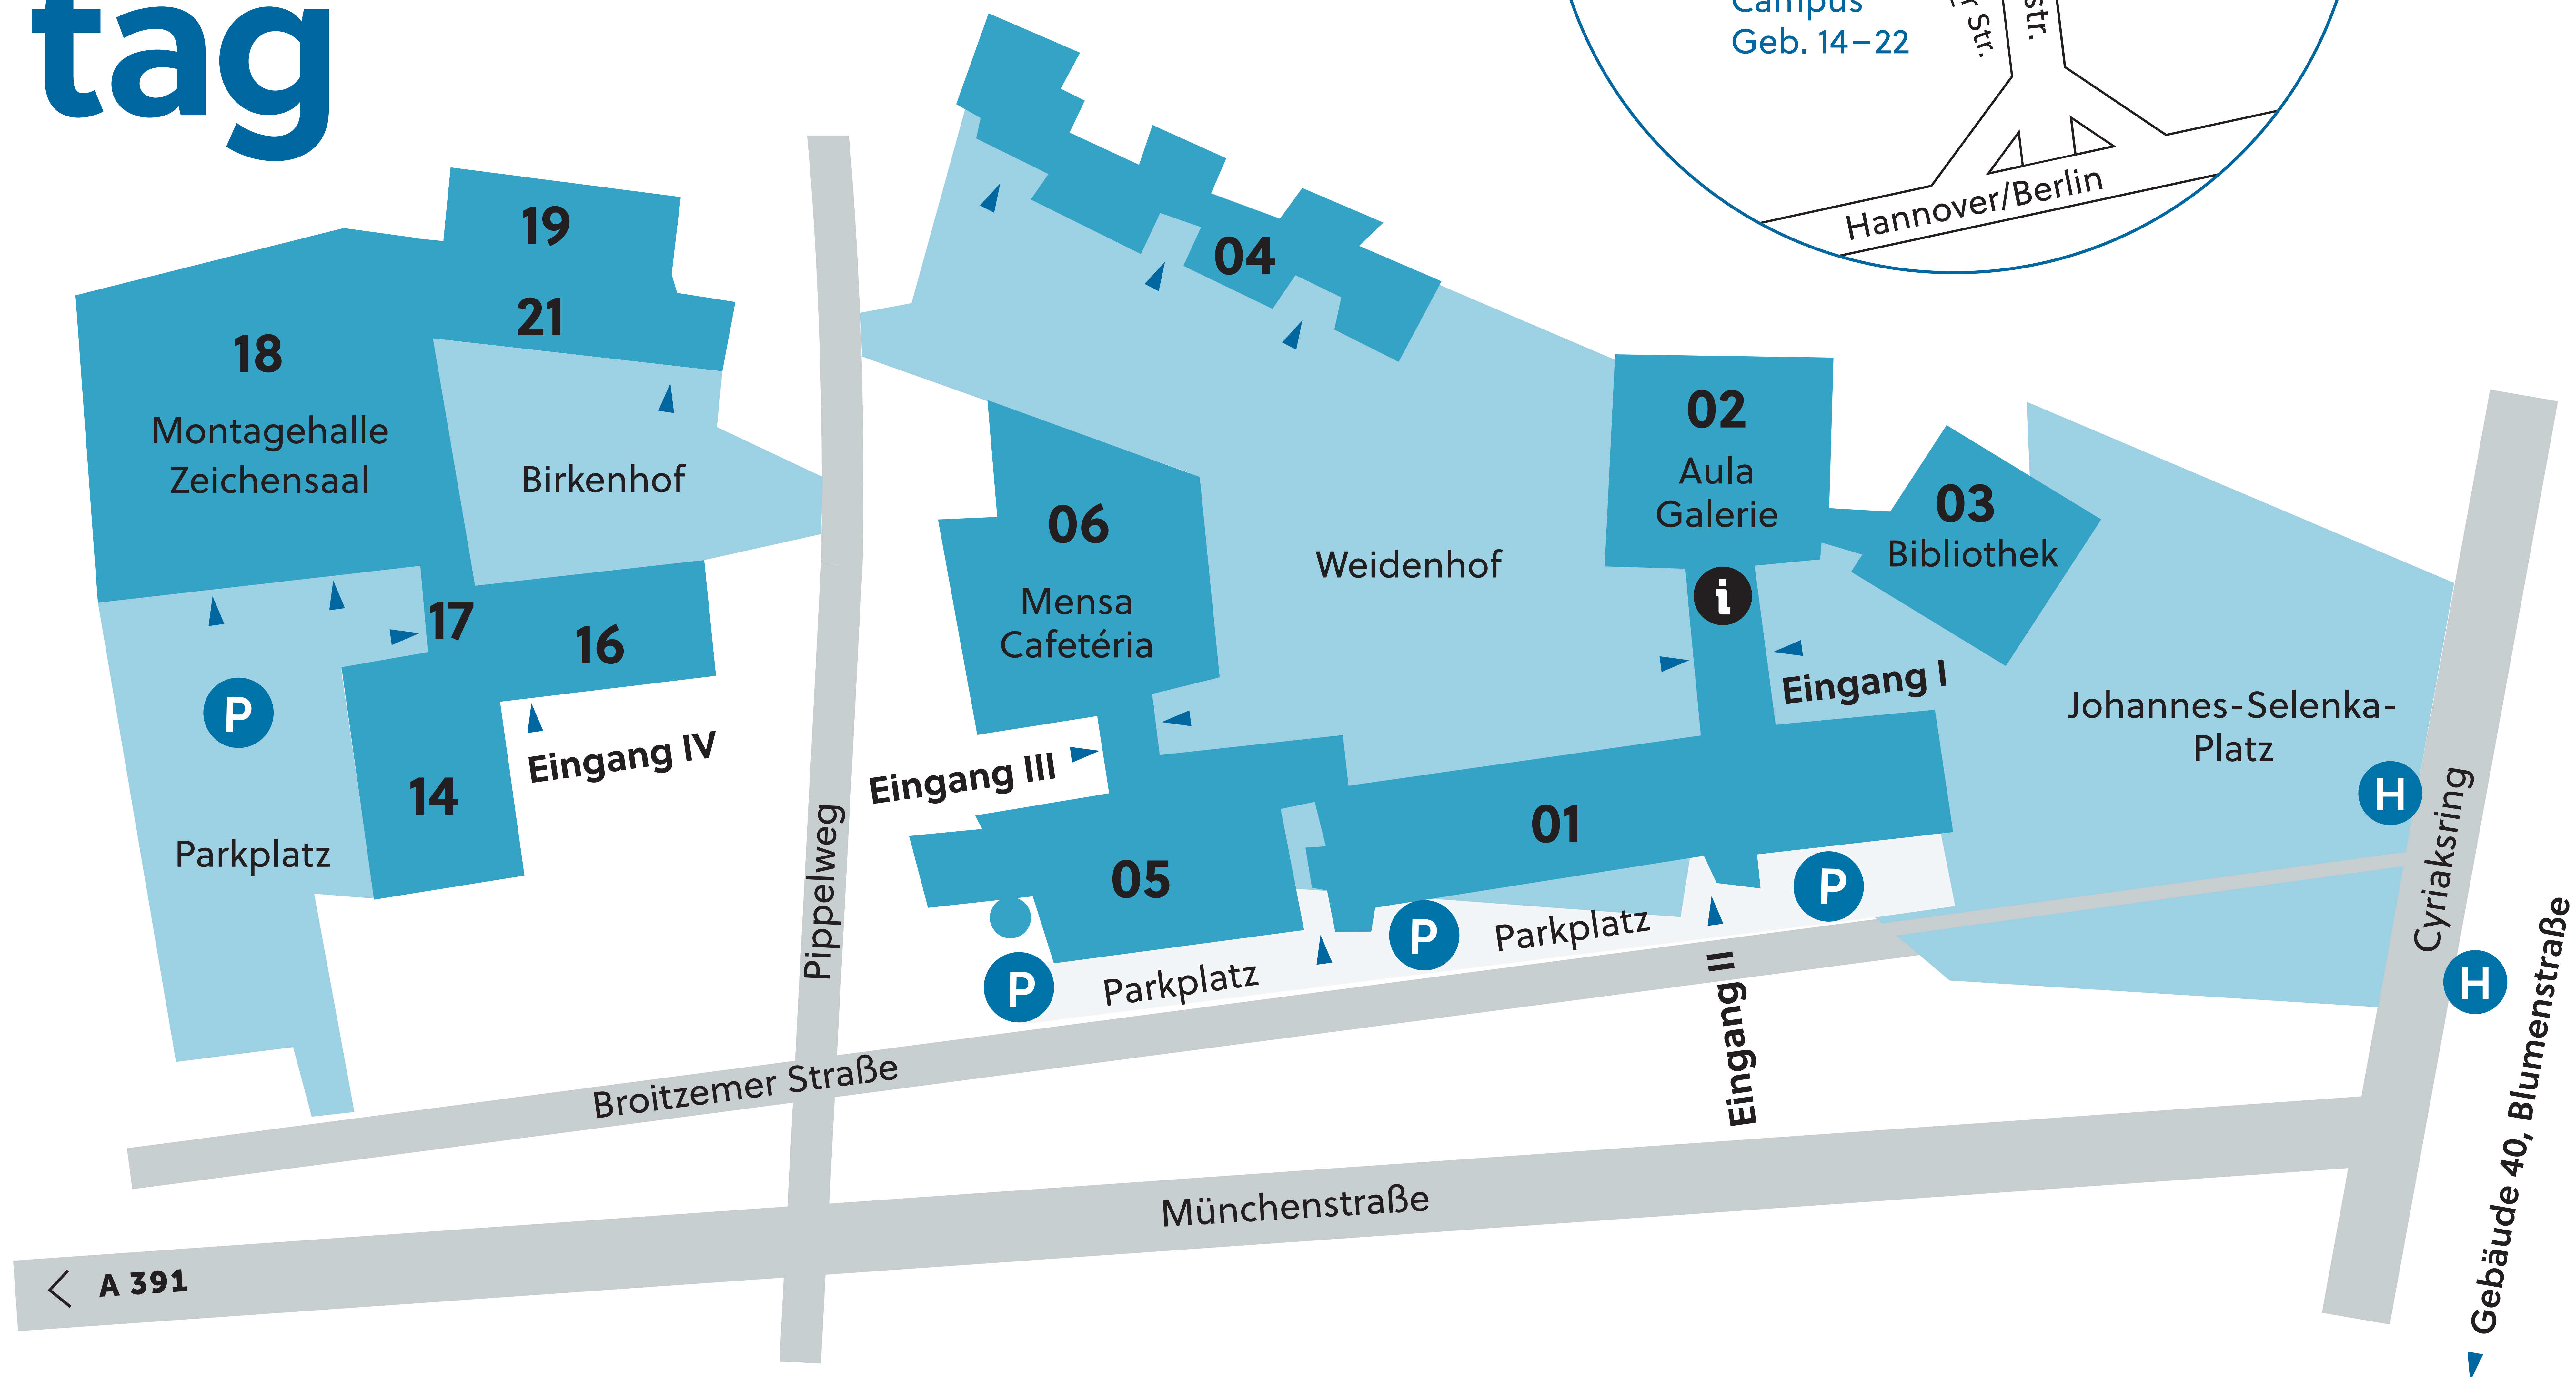 tag
Campus
Geb. 14–22
r Str.
str.
Hannover/Berlin
19
21
18
Montagehalle
Zeichensaal
Birkenhof
17
16
P
Eingang IV
14
Parkplatz
Pippelweg
04
06
Mensa
Cafetéria
Weidenhof
02
Aula
Galerie
i
03
Bibliothek
Eingang I
Johannes-Selenka-
Platz
H
Cyriaksring
H
Eingang III
01
05
P
P
Parkplatz
P
Parkplatz
Eingang II
Broitzemer Straße
Münchenstraße
A 391
Gebäude 40, Blumenstraße